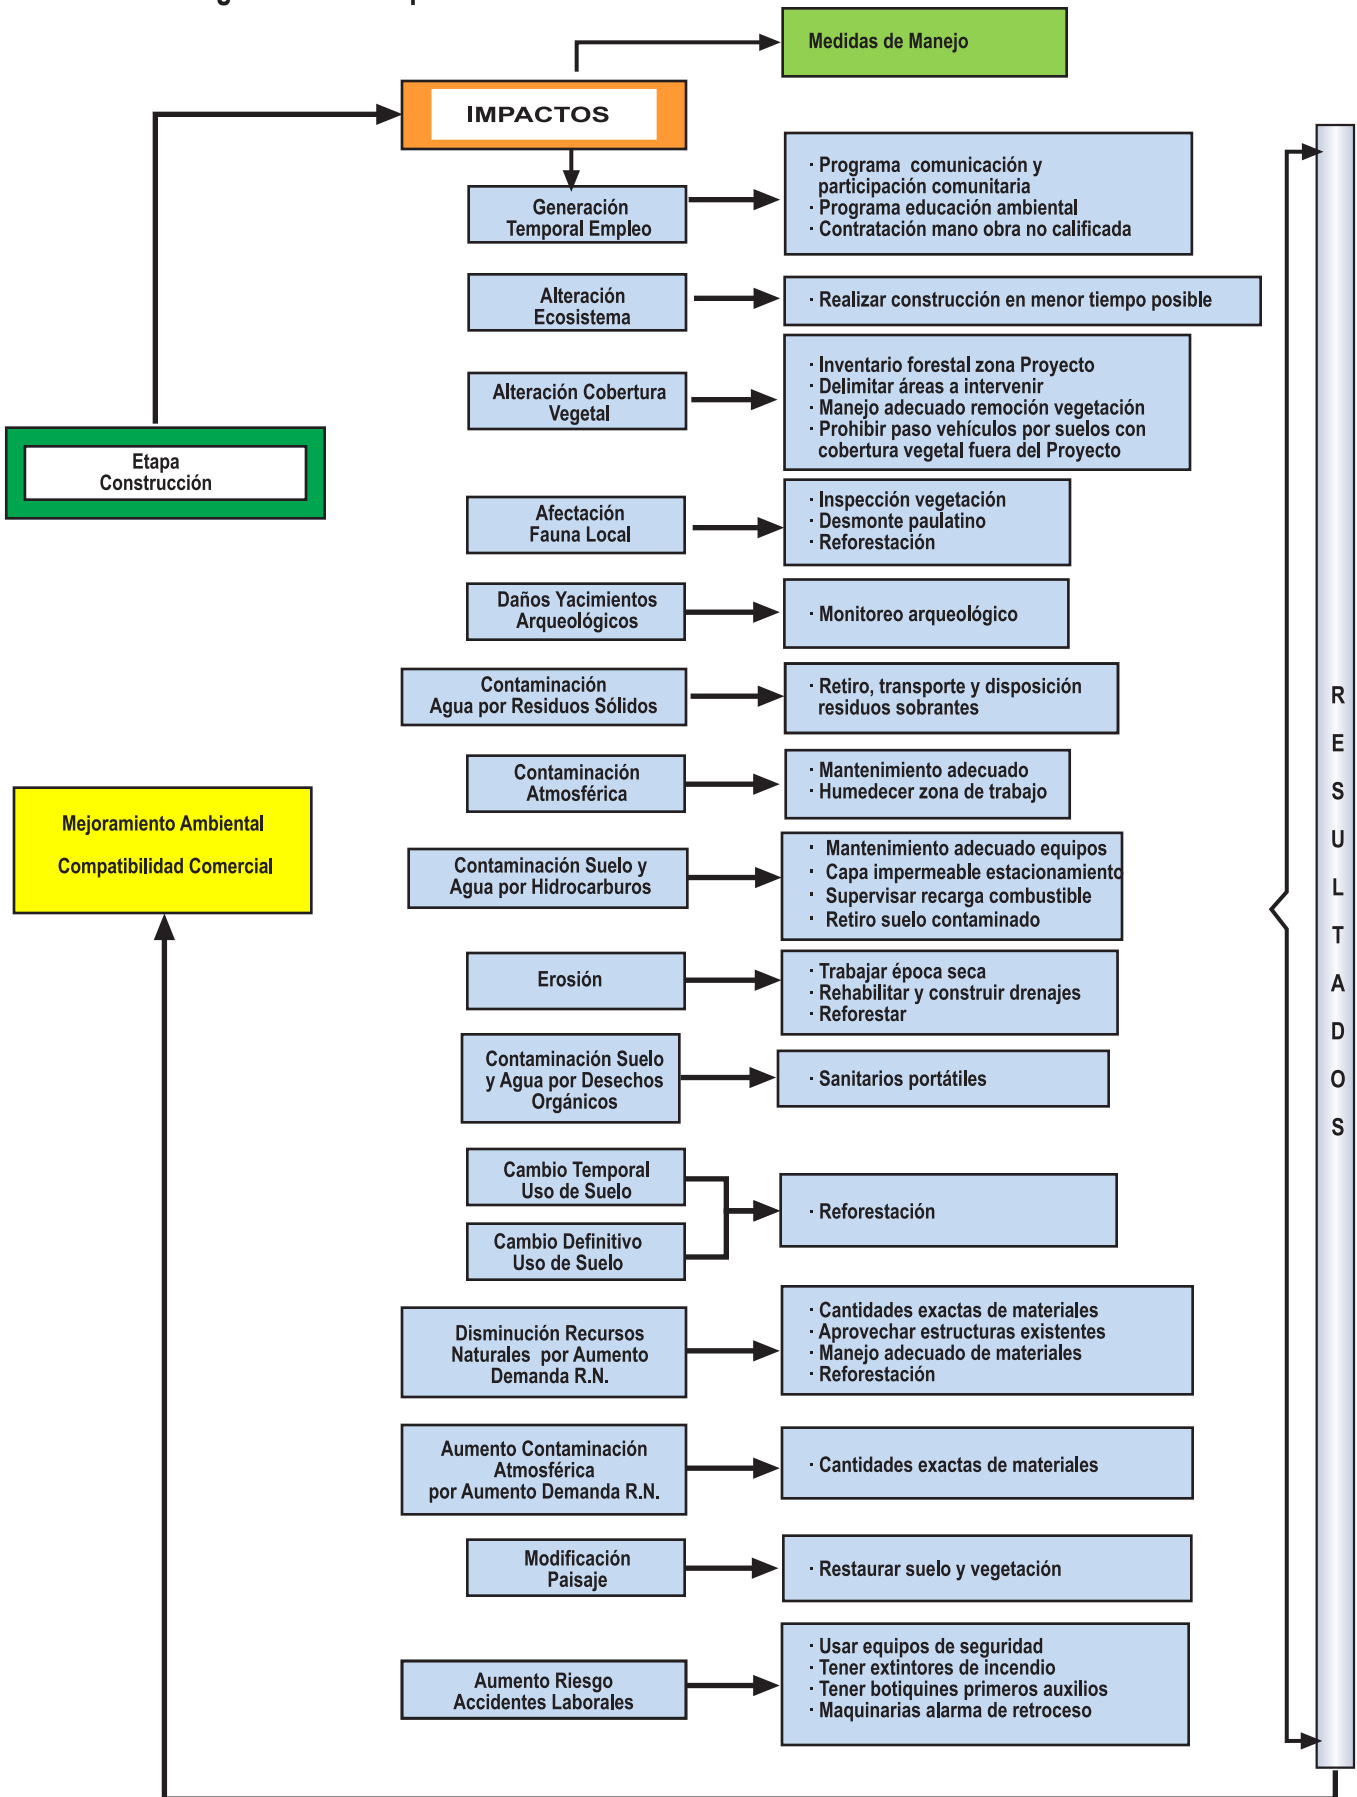 Medidas de Manejo
IMPACTOS
Generación
Temporal Empleo
· Programa comunicación y
participación comunitaria
· Programa educación ambiental
· Contratación mano obra no calificada
Alteración
Ecosistema
· Realizar construcción en menor tiempo posible
Alteración Cobertura
Vegetal
· Inventario forestal zona Proyecto
· Delimitar áreas a intervenir
· Manejo adecuado remoción vegetación
· Prohibir paso vehículos por suelos con
cobertura vegetal fuera del Proyecto
Etapa
Construcción
Afectación
Fauna Local
· Inspección vegetación
· Desmonte paulatino
· Reforestación
Daños Yacimientos
Arqueológicos
· Monitoreo arqueológico
Contaminación
Agua por Residuos Sólidos
· Retiro, transporte y disposición
residuos sobrantes
Contaminación
Atmosférica
· Mantenimiento adecuado
· Humedecer zona de trabajo
Mejoramiento Ambiental
Compatibilidad Comercial
Contaminación Suelo y
Agua por Hidrocarburos
· Mantenimiento adecuado equipos
· Capa impermeable estacionamiento
· Supervisar recarga combustible
· Retiro suelo contaminado
Erosión
· Trabajar época seca
· Rehabilitar y construir drenajes
· Reforestar
Contaminación Suelo
y Agua por Desechos
Orgánicos
· Sanitarios portátiles
Cambio Temporal
Uso de Suelo
Cambio Definitivo
Uso de Suelo
· Reforestación
Disminución Recursos
Naturales por Aumento
Demanda R.N.
· Cantidades exactas de materiales
· Aprovechar estructuras existentes
· Manejo adecuado de materiales
· Reforestación
Aumento Contaminación
Atmosférica
por Aumento Demanda R.N.
· Cantidades exactas de materiales
Modificación
Paisaje
· Restaurar suelo y vegetación
Aumento Riesgo
Accidentes Laborales
· Usar equipos de seguridad
· Tener extintores de incendio
· Tener botiquines primeros auxilios
· Maquinarias alarma de retroceso
R
E
S
U
L
T
A
D
O
S